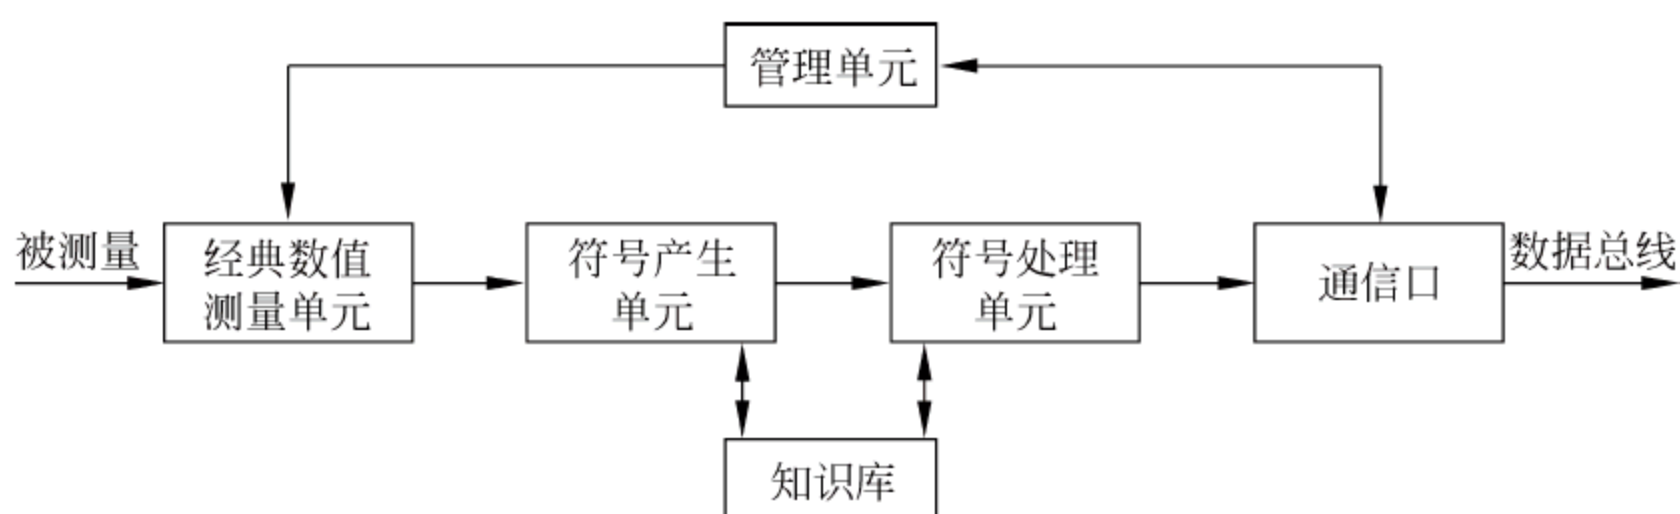 管理单元
被测量
经典数值
测量单元
符号产生
单元
符号处理
单元
通信口
数据总线
知识库